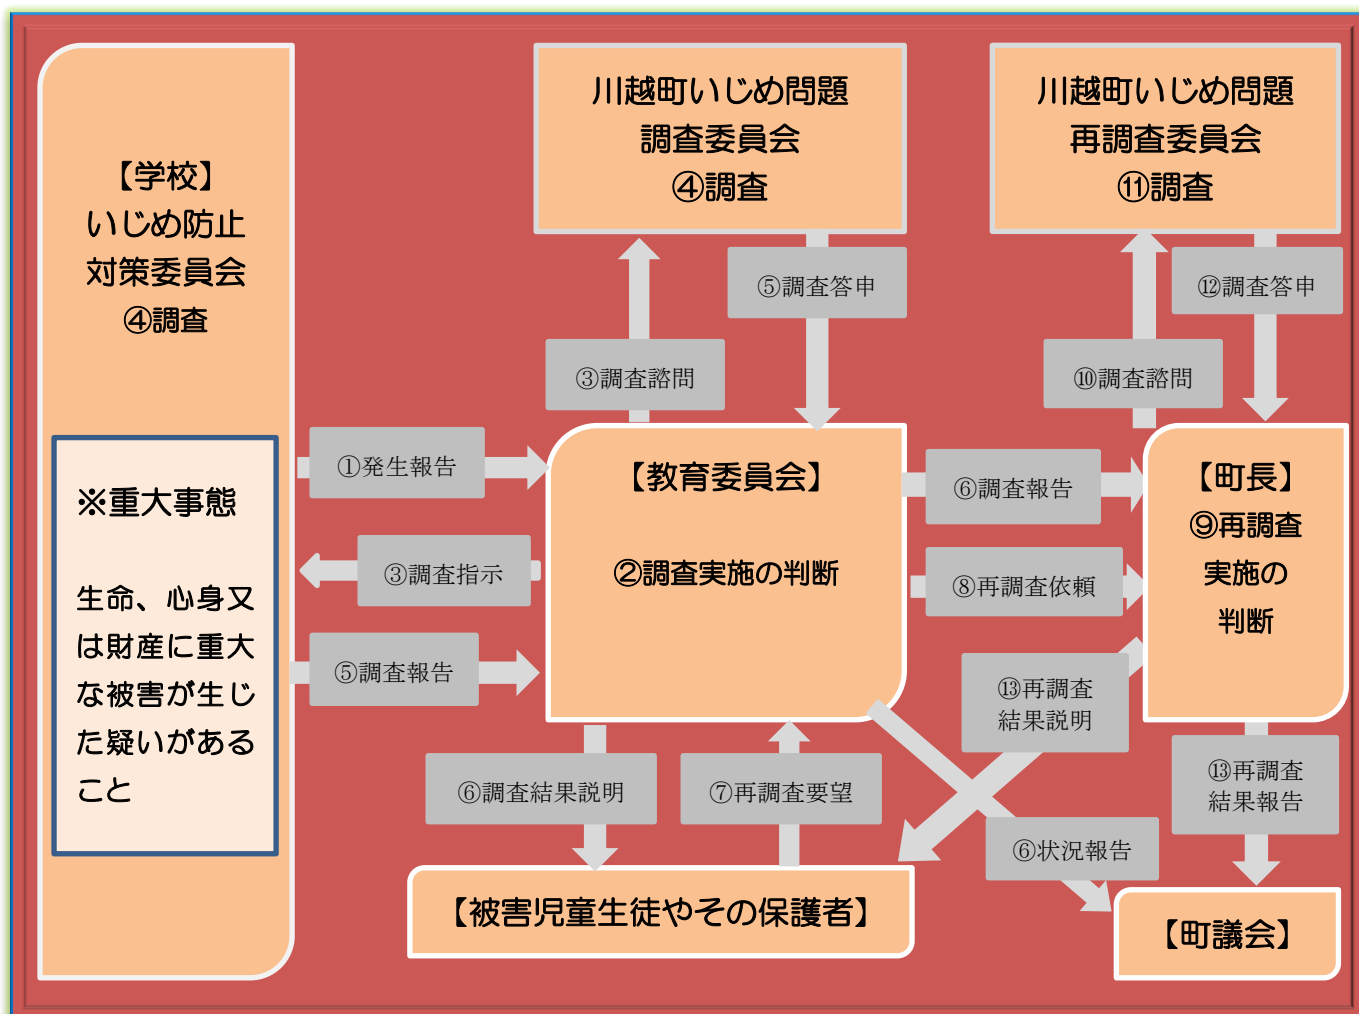 【学校】
いじめ防止
対策委員会
④調査
※重大事態
生命、心身又
は財産に重大
な被害が生じ
た疑いがある
こと
川越町いじめ問題
調査委員会
④調査
川越町いじめ問題
再調査委員会
⑪調査
⑤調査答申
⑫調査答申
③調査諮問
⑩調査諮問
①発生報告
③調査指示
⑤調査報告
【教育委員会】
②調査実施の判断
⑥調査報告
⑧再調査依頼
【町長】
⑨再調査
実施の
判断
⑬再調査
結果説明
⑥調査結果説明
⑦再調査要望
⑬再調査
結果報告
⑥状況報告
【被害児童生徒やその保護者】
【町議会】